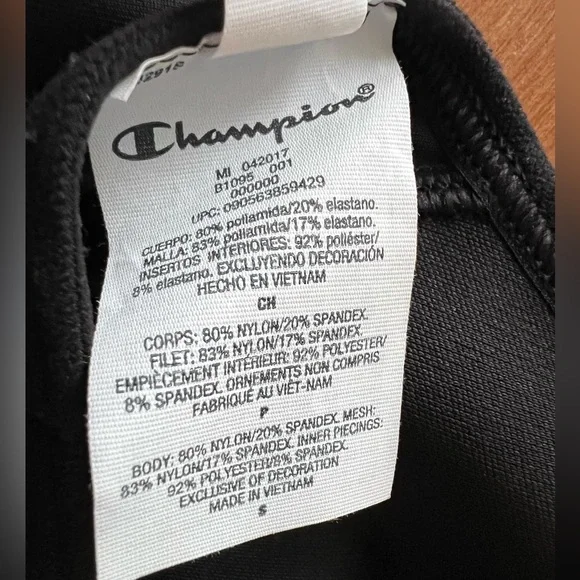 Champion®
MI 042017
B1095 001
000000
UPC: 090563859429
CUERPO: 80% poliamida/20% elastano.
MALLA: 83% poliamida/17% elastano.
INSERTOS INTERIORES: 92% poliéster/
8% elastano. EXCLUYENDO DECORACIÓN
HECHO EN VIETNAM
CH
CORPS: 80% NYLON/20% SPANDEX.
FILET: 83% NYLON/17% SPANDEX.
EMPIÈCEMENT INTÉRIEUR: 92% POLYESTER/
8% SPANDEX. ORNEMENTS NON COMPRIS
FABRIQUÉ AU VIÊT-NAM
P
BODY: 80% NYLON/20% SPANDEX. MESH:
83% NYLON/17% SPANDEX. INNER PIECINGS:
92% POLYESTER/8% SPANDEX.
EXCLUSIVE OF DECORATION
MADE IN VIETNAM
S